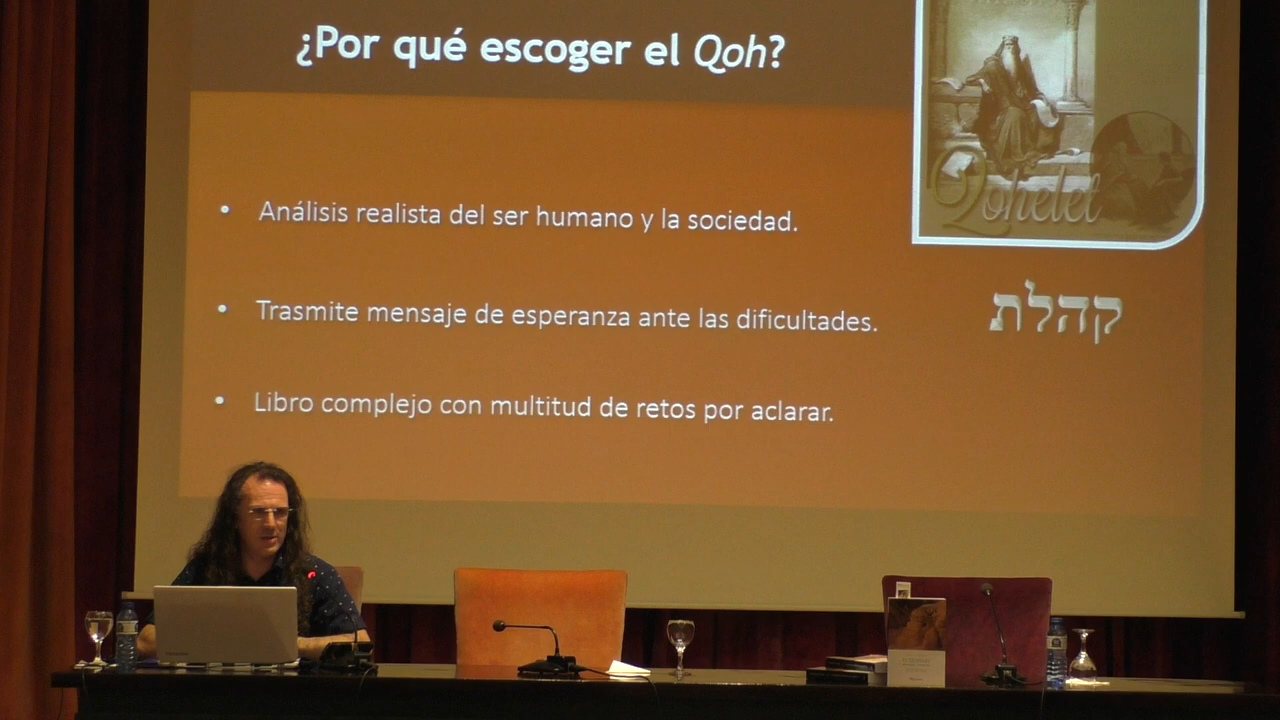 ¿Por qué escoger el Qoh?
• Análisis realista del ser humano y la sociedad.
• Trasmite mensaje de esperanza ante las dificultades.
• Libro complejo con multitud de retos por aclarar.
Qohelet
קהלת